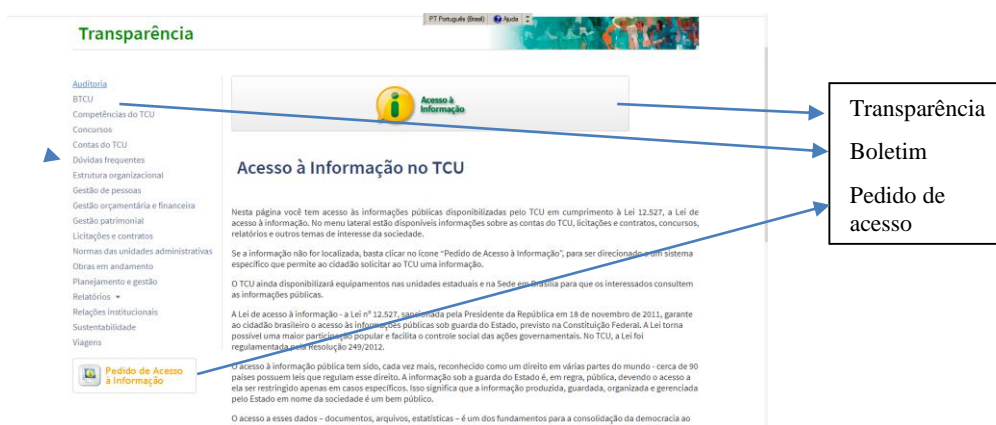 PT Português (Brasil) Ajuda
Transparência
Auditoria
BTCU
Competências do TCU
Concursos
Contas do TCU
Dúvidas frequentes
Estrutura organizacional
Gestão de pessoas
Gestão orçamentária e financeira
Gestão patrimonial
Licitações e contratos
Normas das unidades administrativas
Obras em andamento
Planejamento e gestão
Relatórios
Relações institucionais
Sustentabilidade
Viagens
Pedido de Acesso
à Informação
Acesso à
Informação
Acesso à Informação no TCU
Nesta página você tem acesso às informações públicas disponibilizadas pelo TCU em cumprimento à Lei 12.527, a Lei de
acesso à informação. No menu lateral estão disponíveis informações sobre as contas do TCU, licitações e contratos, concursos,
relatórios e outros temas de interesse da sociedade.
Se a informação não for localizada, basta clicar no ícone "Pedido de Acesso à Informação", para ser direcionado a um sistema
específico que permite ao cidadão solicitar ao TCU uma informação.
O TCU ainda disponibilizará equipamentos nas unidades estaduais e na Sede em Brasília para que os interessados consultem
as informações públicas.
A Lei de acesso à informação - a Lei nº 12.527, sancionada pela Presidente da República em 18 de novembro de 2011, garante
ao cidadão brasileiro o acesso às informações públicas sob guarda do Estado, previsto na Constituição Federal. A Lei torna
possível uma maior participação popular e facilita o controle social das ações governamentais. No TCU, a Lei foi
regulamentada pela Resolução 249/2012.
O acesso à informação pública tem sido, cada vez mais, reconhecido como um direito em várias partes do mundo - cerca de 90
países possuem leis que regulam esse direito. A informação sob a guarda do Estado é, em regra, pública, devendo o acesso a
ela ser restringido apenas em casos específicos. Isso significa que a informação produzida, guardada, organizada e gerenciada
pelo Estado em nome da sociedade é um bem público.
O acesso a esses dados – documentos, arquivos, estatísticas – é um dos fundamentos para a consolidação da democracia ao
Transparência
Boletim
Pedido de
acesso